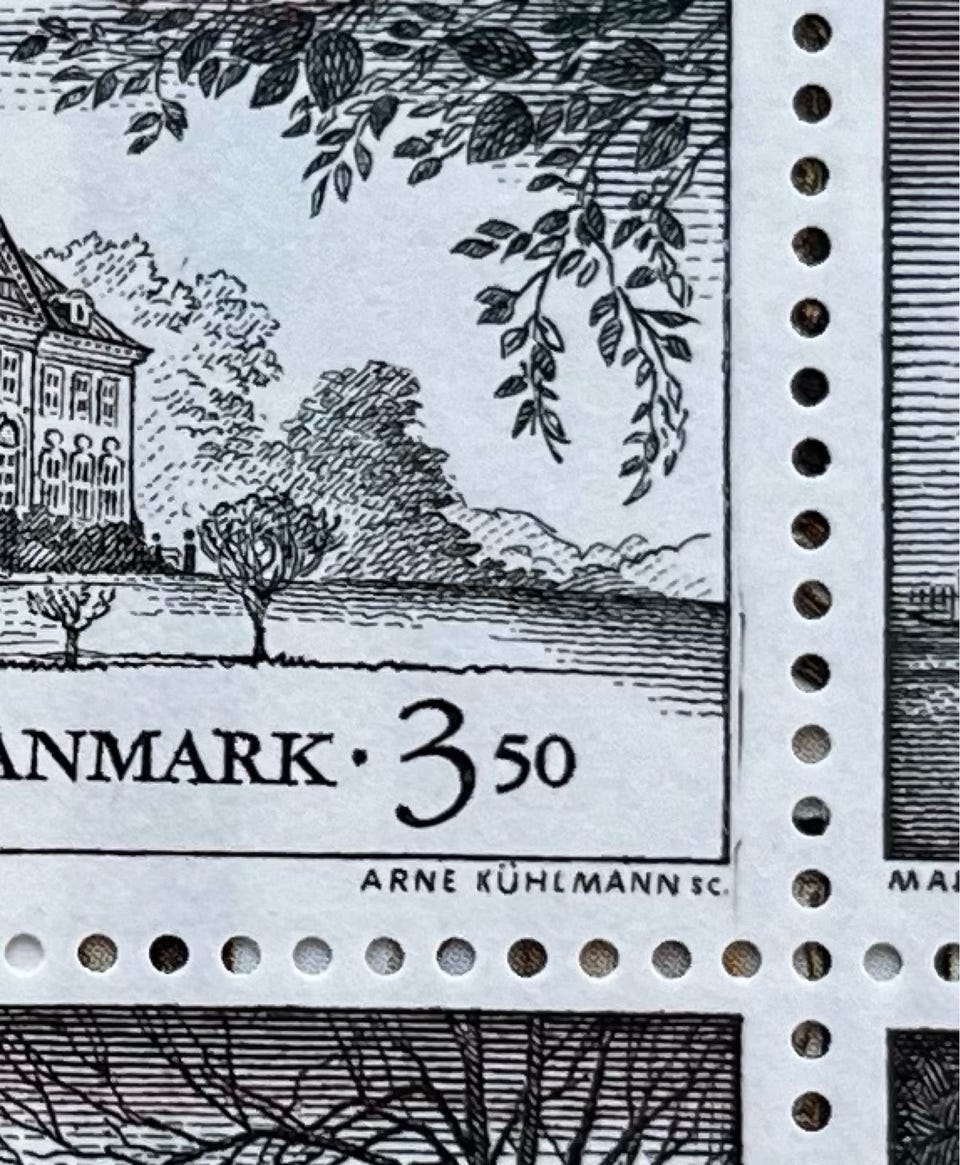 ANMARK · 3 50
ARNE KÜHLMANN SC.
MA